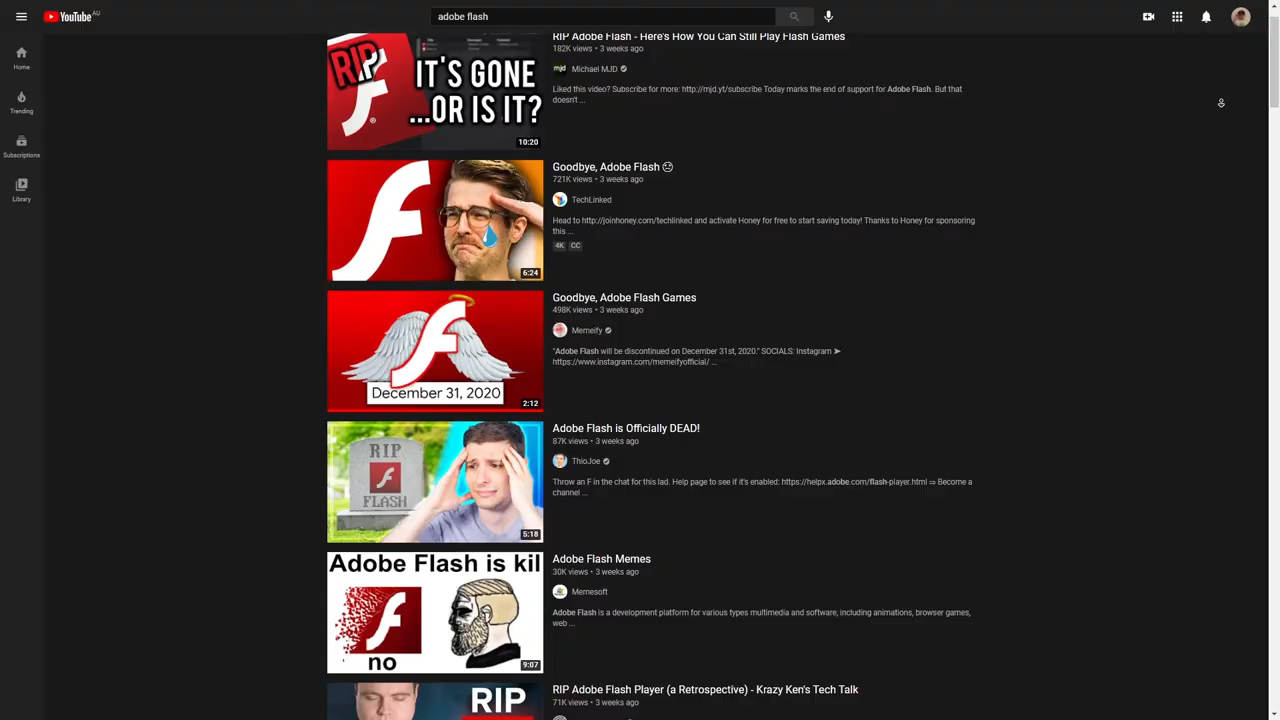 YouTube AU
adobe flash
Home
Trending
Subscriptions
Library
RIP
IT'S GONE
...OR IS IT?
10:20
RIP Adobe Flash - Here's How You Can Still Play Flash Games
182K views • 3 weeks ago
mjd Michael MJD
Liked this video? Subscribe for more: http://mjd.yt/subscribe Today marks the end of support for Adobe Flash. But that
doesn't ...
6:24
Goodbye, Adobe Flash ☹
721K views • 3 weeks ago
TechLinked
Head to http://joinhoney.com/techlinked and activate Honey for free to start saving today! Thanks to Honey for sponsoring
this ...
4K CC
December 31, 2020
2:12
Goodbye, Adobe Flash Games
498K views • 3 weeks ago
Memeify
"Adobe Flash will be discontinued on December 31st, 2020." SOCIALS: Instagram ➤
https://www.instagram.com/memeifyofficial/ ...
RIP
FLASH
5:18
Adobe Flash is Officially DEAD!
87K views • 3 weeks ago
ThioJoe
Throw an F in the chat for this lad. Help page to see if it's enabled: https://helpx.adobe.com/flash-player.html ⇨ Become a
channel ...
Adobe Flash is kil
no
9:07
Adobe Flash Memes
30K views • 3 weeks ago
Memesoft
Adobe Flash is a development platform for various types multimedia and software, including animations, browser games,
web ...
RIP
RIP Adobe Flash Player (a Retrospective) - Krazy Ken's Tech Talk
71K views • 3 weeks ago